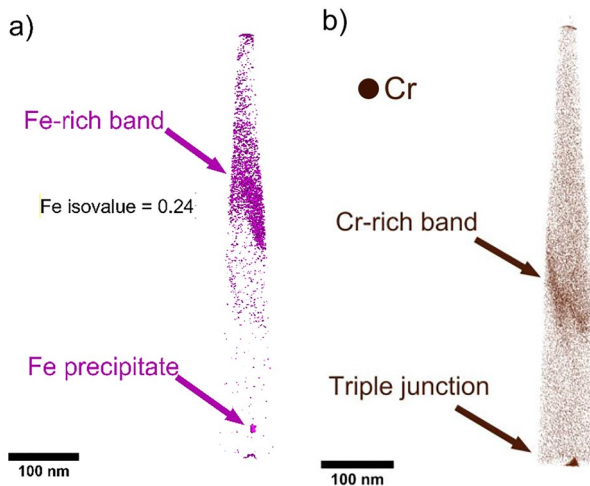 a)
Fe-rich band
Fe isovalue = 0.24
Fe precipitate
100 nm
b)
Cr
Cr-rich band
Triple junction
100 nm